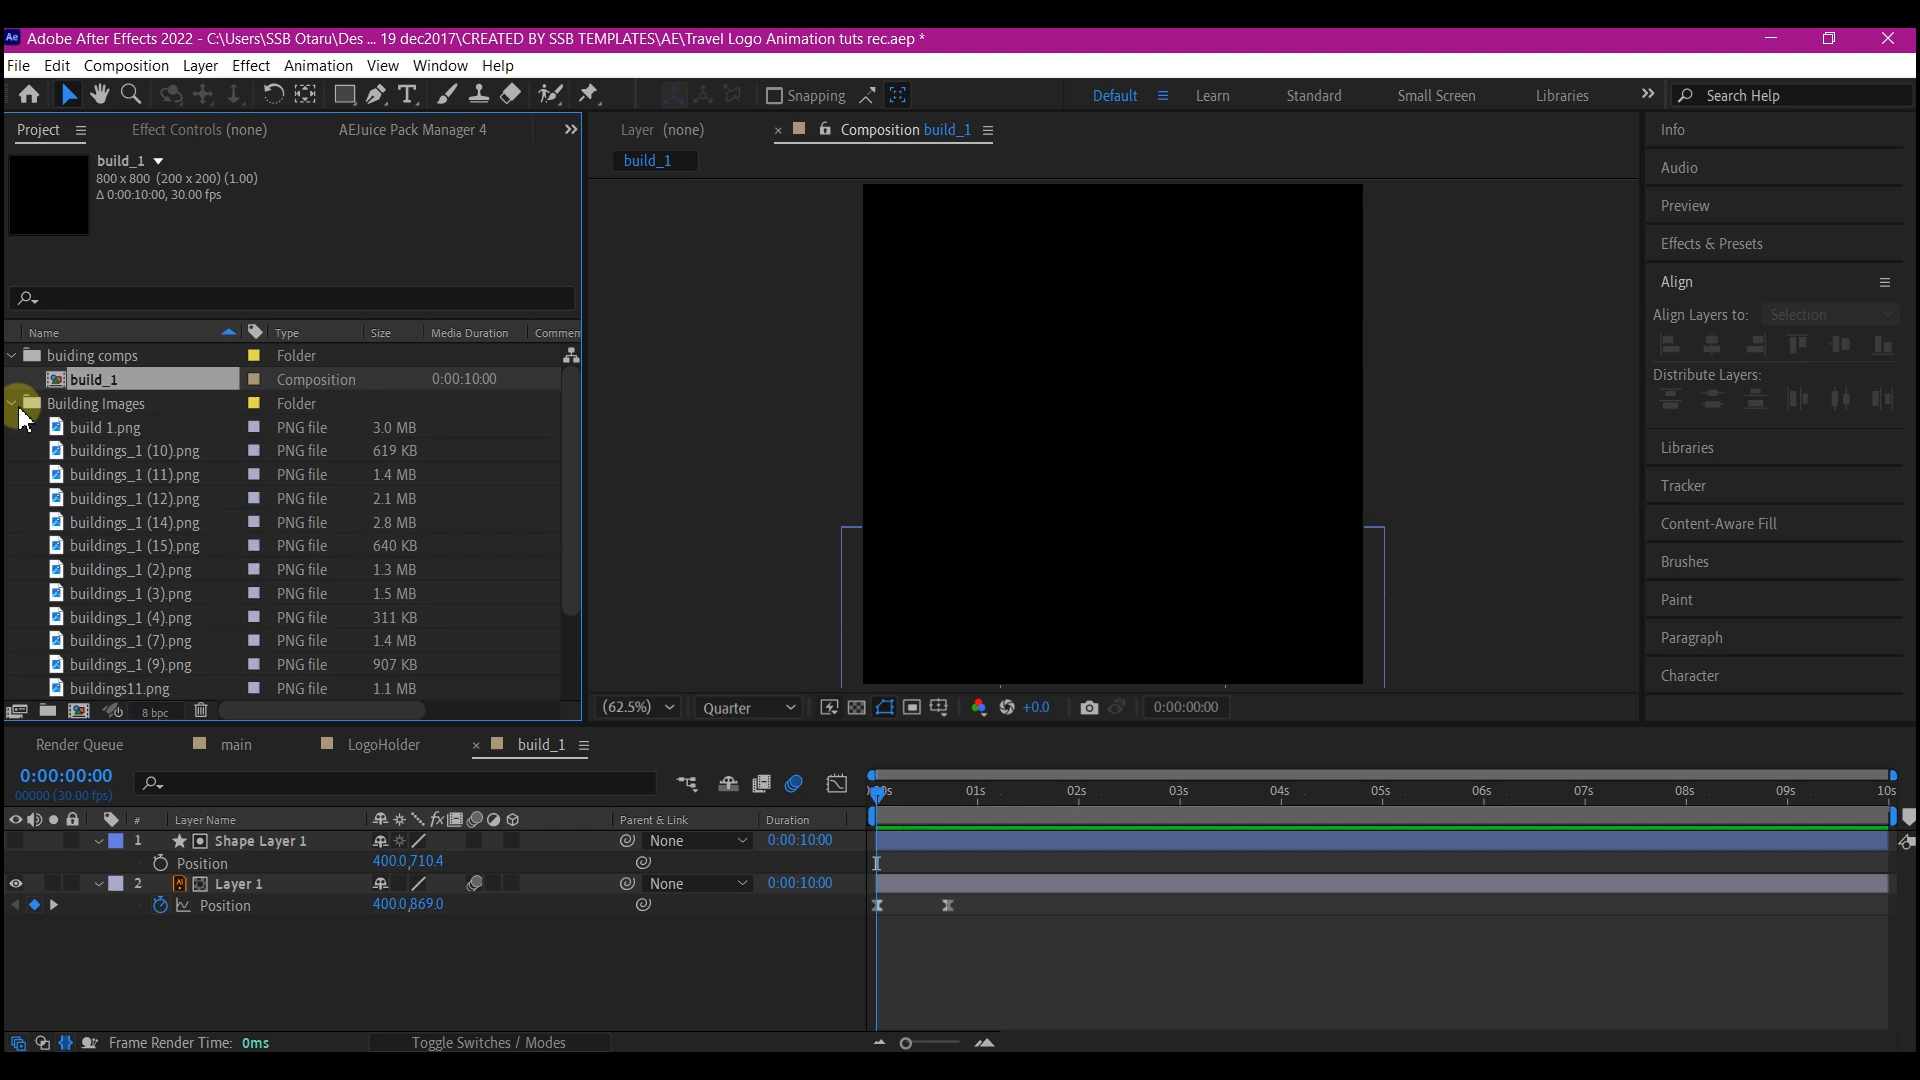 Ae Adobe After Effects 2022 - C:\Users\SSB Otaru\Des ... 19 dec2017\CREATED BY SSB TEMPLATES\AE\Travel Logo Animation tuts rec.aep *
File Edit Composition Layer Effect Animation View Window Help
Snapping Default Learn Standard Small Screen Libraries Search Help
Project Effect Controls (none) AEJuice Pack Manager 4
Layer (none) Composition build_1
build_1
build_1
800 x 800 (200 x 200) (1.00)
Δ 0:00:10:00, 30.00 fps
Name Type Size Media Duration Commen
buiding comps Folder
build_1 Composition 0:00:10:00
Building Images Folder
build 1.png PNG file 3.0 MB
buildings_1 (10).png PNG file 619 KB
buildings_1 (11).png PNG file 1.4 MB
buildings_1 (12).png PNG file 2.1 MB
buildings_1 (14).png PNG file 2.8 MB
buildings_1 (15).png PNG file 640 KB
buildings_1 (2).png PNG file 1.3 MB
buildings_1 (3).png PNG file 1.5 MB
buildings_1 (4).png PNG file 311 KB
buildings_1 (7).png PNG file 1.4 MB
buildings_1 (9).png PNG file 907 KB
buildings11.png PNG file 1.1 MB
8 bpc
(62.5%) Quarter +0.0 0:00:00:00
Info
Audio
Preview
Effects & Presets
Align
Align Layers to: Selection
Distribute Layers:
Libraries
Tracker
Content-Aware Fill
Brushes
Paint
Paragraph
Character
Render Queue main LogoHolder build_1
0:00:00:00
00000 (30.00 fps)
01s 02s 03s 04s 05s 06s 07s 08s 09s 10s
# Layer Name fx Parent & Link Duration
1 Shape Layer 1 None 0:00:10:00
Position 400.0,710.4
2 Layer 1 None 0:00:10:00
Position 400.0,869.0
Frame Render Time: 0ms Toggle Switches / Modes